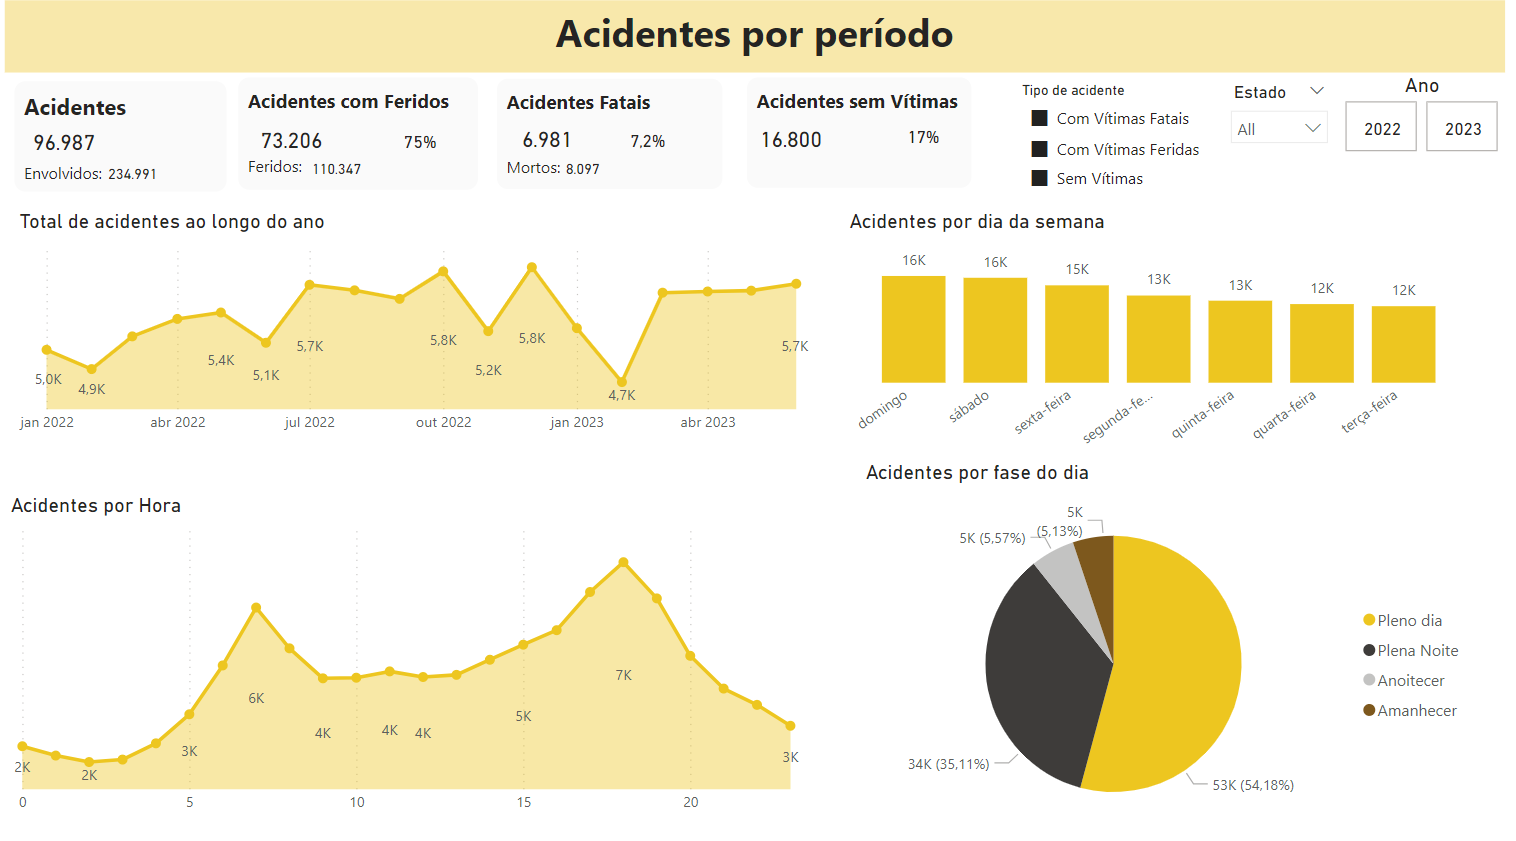 Acidentes por período
Acidentes
96.987
Envolvidos: 234.991
Acidentes com Feridos
73.206 75%
Feridos: 110.347
Acidentes Fatais
6.981 7,2%
Mortos: 8.097
Acidentes sem Vítimas
16.800 17%
Tipo de acidente
Com Vítimas Fatais
Com Vítimas Feridas
Sem Vítimas
Estado
All
Ano
2022 2023
Total de acidentes ao longo do ano
5,0K 4,9K 5,4K 5,1K 5,7K 5,8K 5,2K 5,8K 4,7K 5,7K
jan 2022 abr 2022 jul 2022 out 2022 jan 2023 abr 2023
Acidentes por dia da semana
16K 16K 15K 13K 13K 12K 12K
domingo sábado sexta-feira segunda-fe... quinta-feira quarta-feira terça-feira
Acidentes por Hora
2K 2K 3K 6K 4K 4K 4K 5K 7K 3K
0 5 10 15 20
Acidentes por fase do dia
5K
(5,13%)
5K (5,57%)
34K (35,11%)
53K (54,18%)
Pleno dia
Plena Noite
Anoitecer
Amanhecer